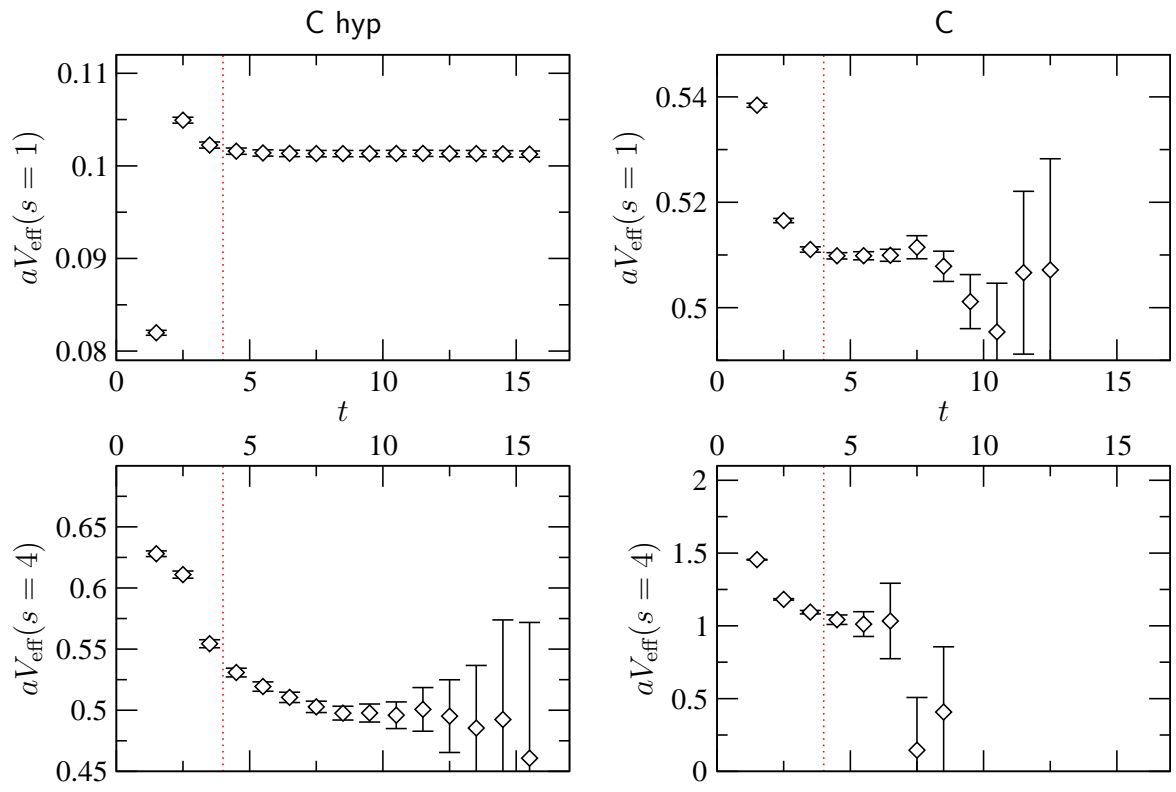 C hyp
C
aV_eff(s = 1)
0.11
0.1
0.09
0.08
0 5 10 15
t
aV_eff(s = 1)
0.54
0.52
0.5
0 5 10 15
t
0 5 10 15
aV_eff(s = 4)
0.65
0.6
0.55
0.5
0.45
0 5 10 15
aV_eff(s = 4)
2
1.5
1
0.5
0